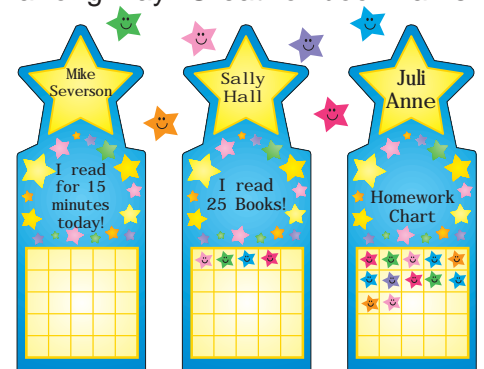 Mike
Severson
I read
for 15
minutes
today!
Sally
Hall
I read
25 Books!
Juli
Anne
Homework
Chart